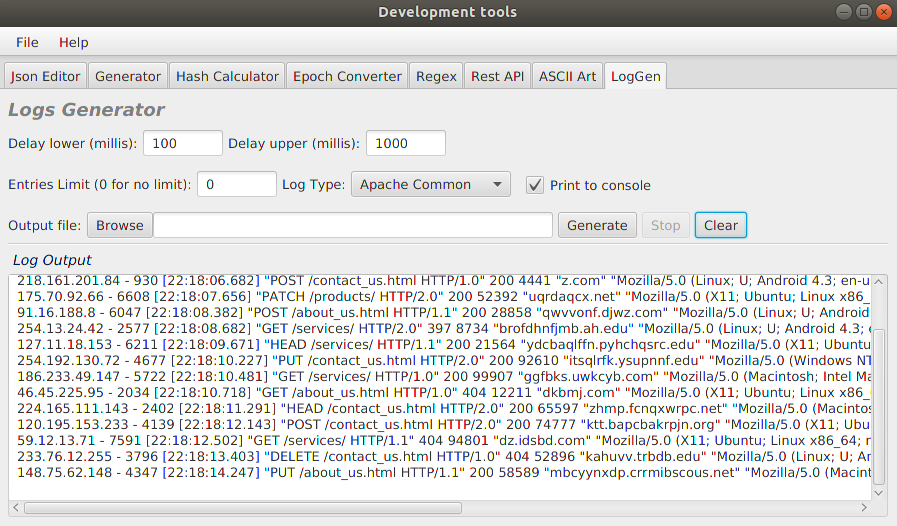 Development tools
File Help
Json Editor Generator Hash Calculator Epoch Converter Regex Rest API ASCII Art LogGen
Logs Generator
Delay lower (millis): 100 Delay upper (millis): 1000
Entries Limit (0 for no limit): 0 Log Type: Apache Common Print to console
Output file: Browse Generate Stop Clear
Log Output
218.161.201.84 - 930 [22:18:06.682] "POST /contact_us.html HTTP/1.0" 200 4441 "z.com" "Mozilla/5.0 (Linux; U; Android 4.3; en-u
175.70.92.66 - 6608 [22:18:07.656] "PATCH /products/ HTTP/2.0" 200 52392 "uqrdaqcx.net" "Mozilla/5.0 (X11; Ubuntu; Linux x86_
91.16.188.8 - 6047 [22:18:08.382] "POST /about_us.html HTTP/1.1" 200 28858 "qwvvonf.djwz.com" "Mozilla/5.0 (Linux; U; Android
254.13.24.42 - 2577 [22:18:08.682] "GET /services/ HTTP/2.0" 397 8734 "brofdhnfjmb.ah.edu" "Mozilla/5.0 (Linux; U; Android 4.3; e
127.11.18.153 - 6211 [22:18:09.671] "HEAD /services/ HTTP/1.1" 200 21564 "ydcbaqlffn.pyhchqsrc.edu" "Mozilla/5.0 (X11; Ubuntu
254.192.130.72 - 4677 [22:18:10.227] "PUT /contact_us.html HTTP/2.0" 200 92610 "itsqlrfk.ysupnnf.edu" "Mozilla/5.0 (Windows NT
186.233.49.147 - 5722 [22:18:10.481] "GET /services/ HTTP/1.0" 200 99907 "ggfbks.uwkcyb.com" "Mozilla/5.0 (Macintosh; Intel Ma
46.45.225.95 - 2034 [22:18:10.718] "GET /about_us.html HTTP/1.0" 404 12211 "dkbmj.com" "Mozilla/5.0 (X11; Ubuntu; Linux x86_
224.165.111.143 - 2402 [22:18:11.291] "HEAD /contact_us.html HTTP/2.0" 200 65597 "zhmp.fcnqxwrpc.net" "Mozilla/5.0 (Macintos
120.195.153.233 - 4139 [22:18:12.143] "POST /contact_us.html HTTP/2.0" 200 74777 "ktt.bapcbakrpjn.org" "Mozilla/5.0 (X11; Ubuntu
59.12.13.71 - 7591 [22:18:12.502] "GET /services/ HTTP/1.1" 404 94801 "dz.idsbd.com" "Mozilla/5.0 (X11; Ubuntu; Linux x86_64; r
233.76.12.255 - 3796 [22:18:13.403] "DELETE /contact_us.html HTTP/1.0" 404 52896 "kahuvv.trbdb.edu" "Mozilla/5.0 (Linux; U; An
148.75.62.148 - 4347 [22:18:14.247] "PUT /about_us.html HTTP/1.1" 200 58589 "mbcyynxdp.crrmibscous.net" "Mozilla/5.0 (Macint